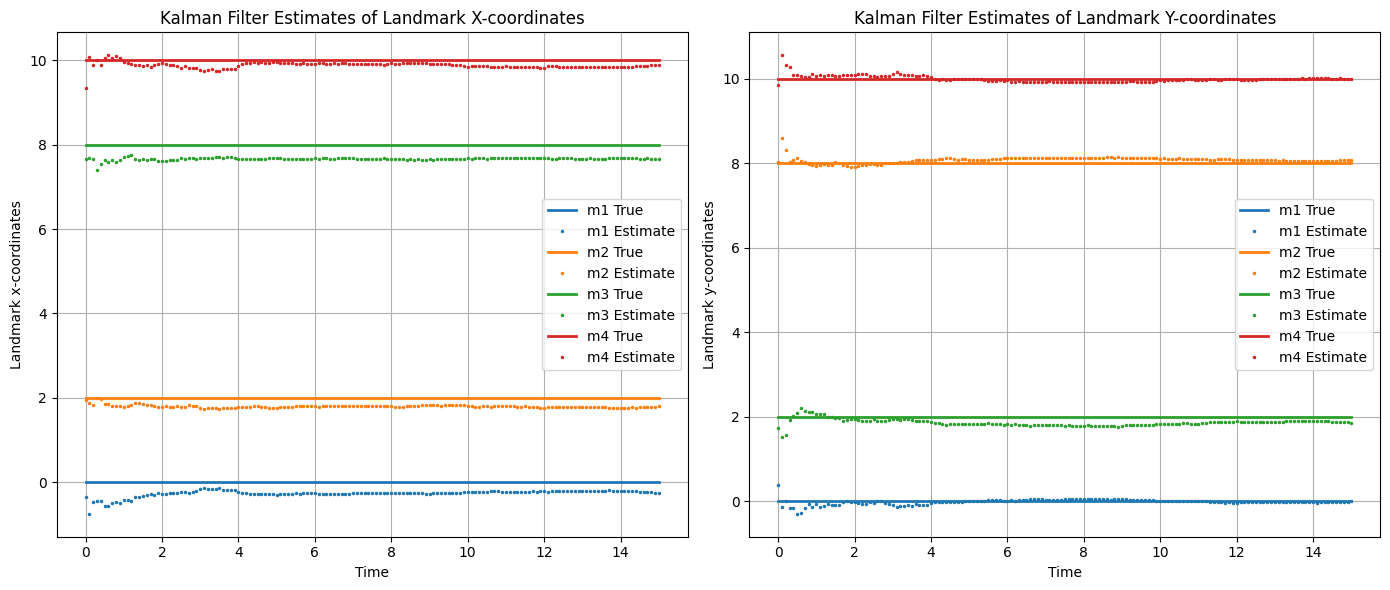 Kalman Filter Estimates of Landmark X-coordinates
Landmark x-coordinates
10
8
6
4
2
0
m1 True
m1 Estimate
m2 True
m2 Estimate
m3 True
m3 Estimate
m4 True
m4 Estimate
0 2 4 6 8 10 12 14
Time
Kalman Filter Estimates of Landmark Y-coordinates
Landmark y-coordinates
10
8
6
4
2
0
m1 True
m1 Estimate
m2 True
m2 Estimate
m3 True
m3 Estimate
m4 True
m4 Estimate
0 2 4 6 8 10 12 14
Time